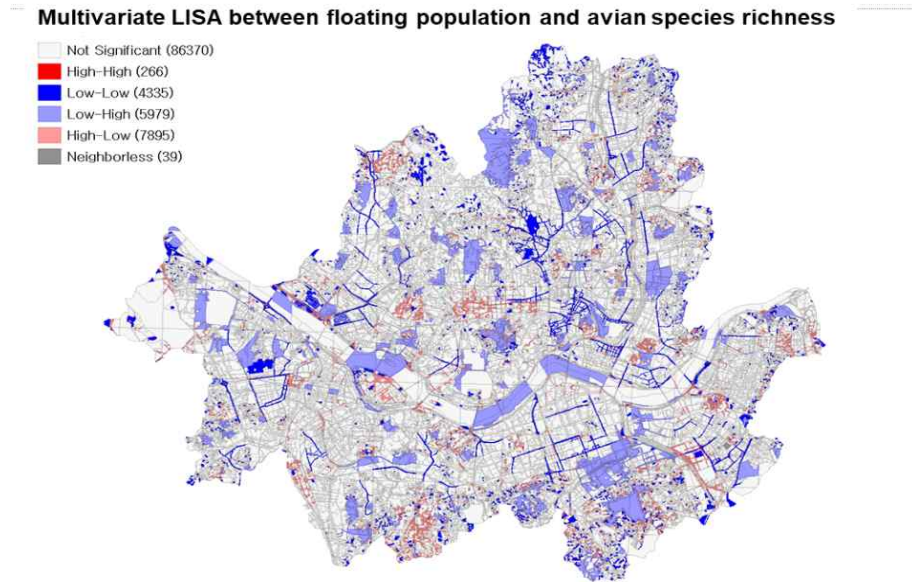 Multivariate LISA between floating population and avian species richness
Not Significant (86370)
High-High (266)
Low-Low (4335)
Low-High (5979)
High-Low (7895)
Neighborless (39)